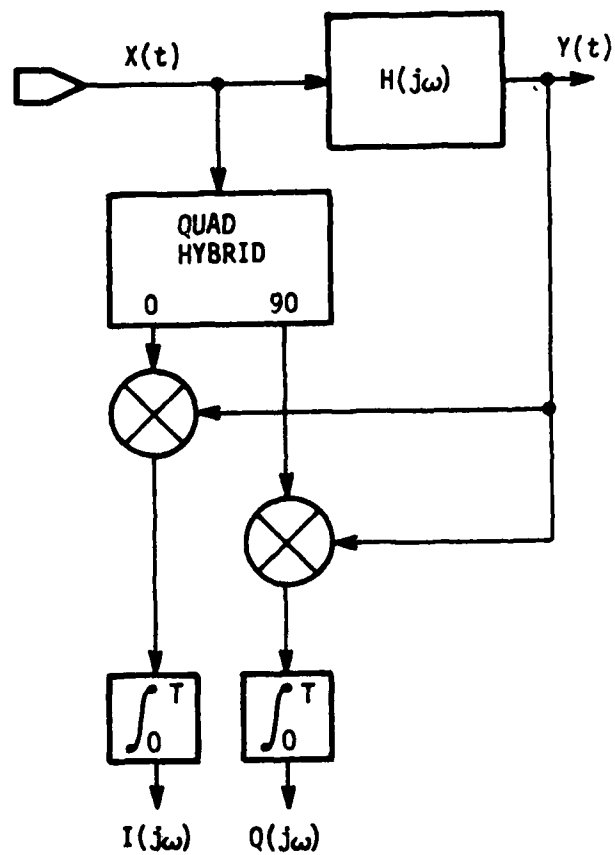 X(t)
H(jω)
Y(t)
QUAD
HYBRID
0 90
∫ T 0
∫ T 0
I(jω) Q(jω)